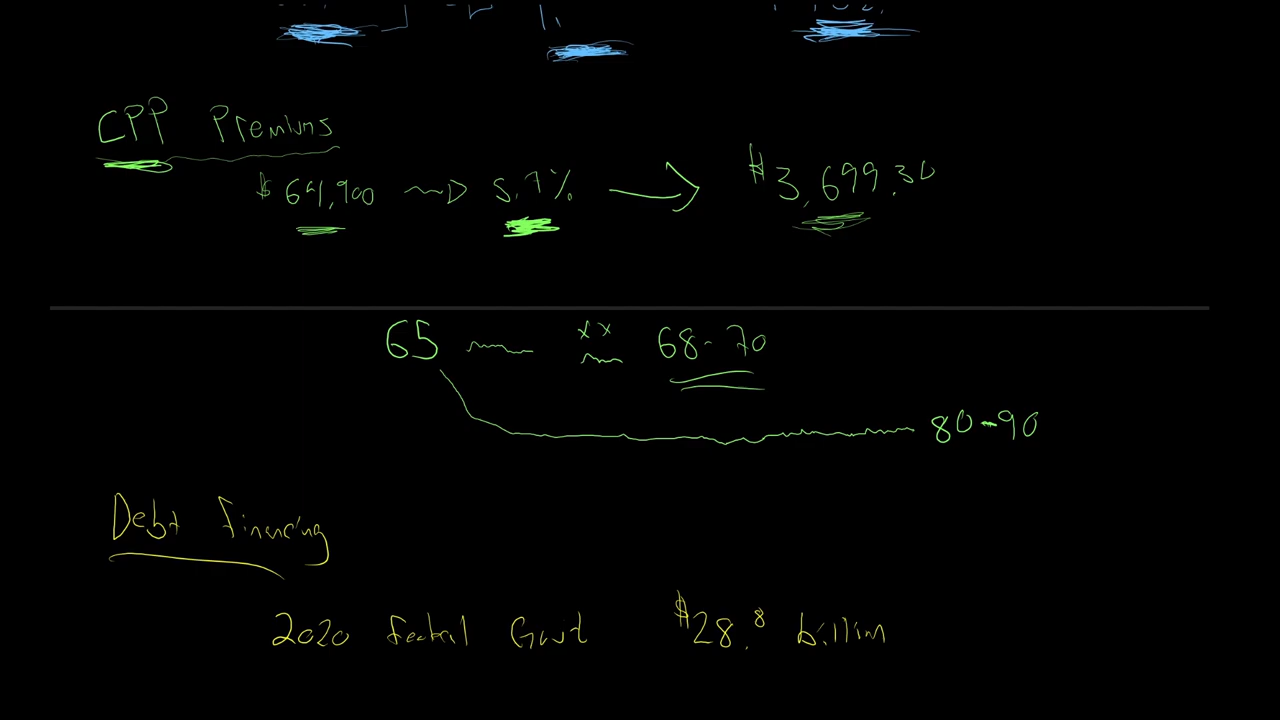 CPP Premiums
$64,900 5.7% $3,699.30
65 xx 68-70
80-90
Debt Financing
2020 Federal Govt $28.8 billion